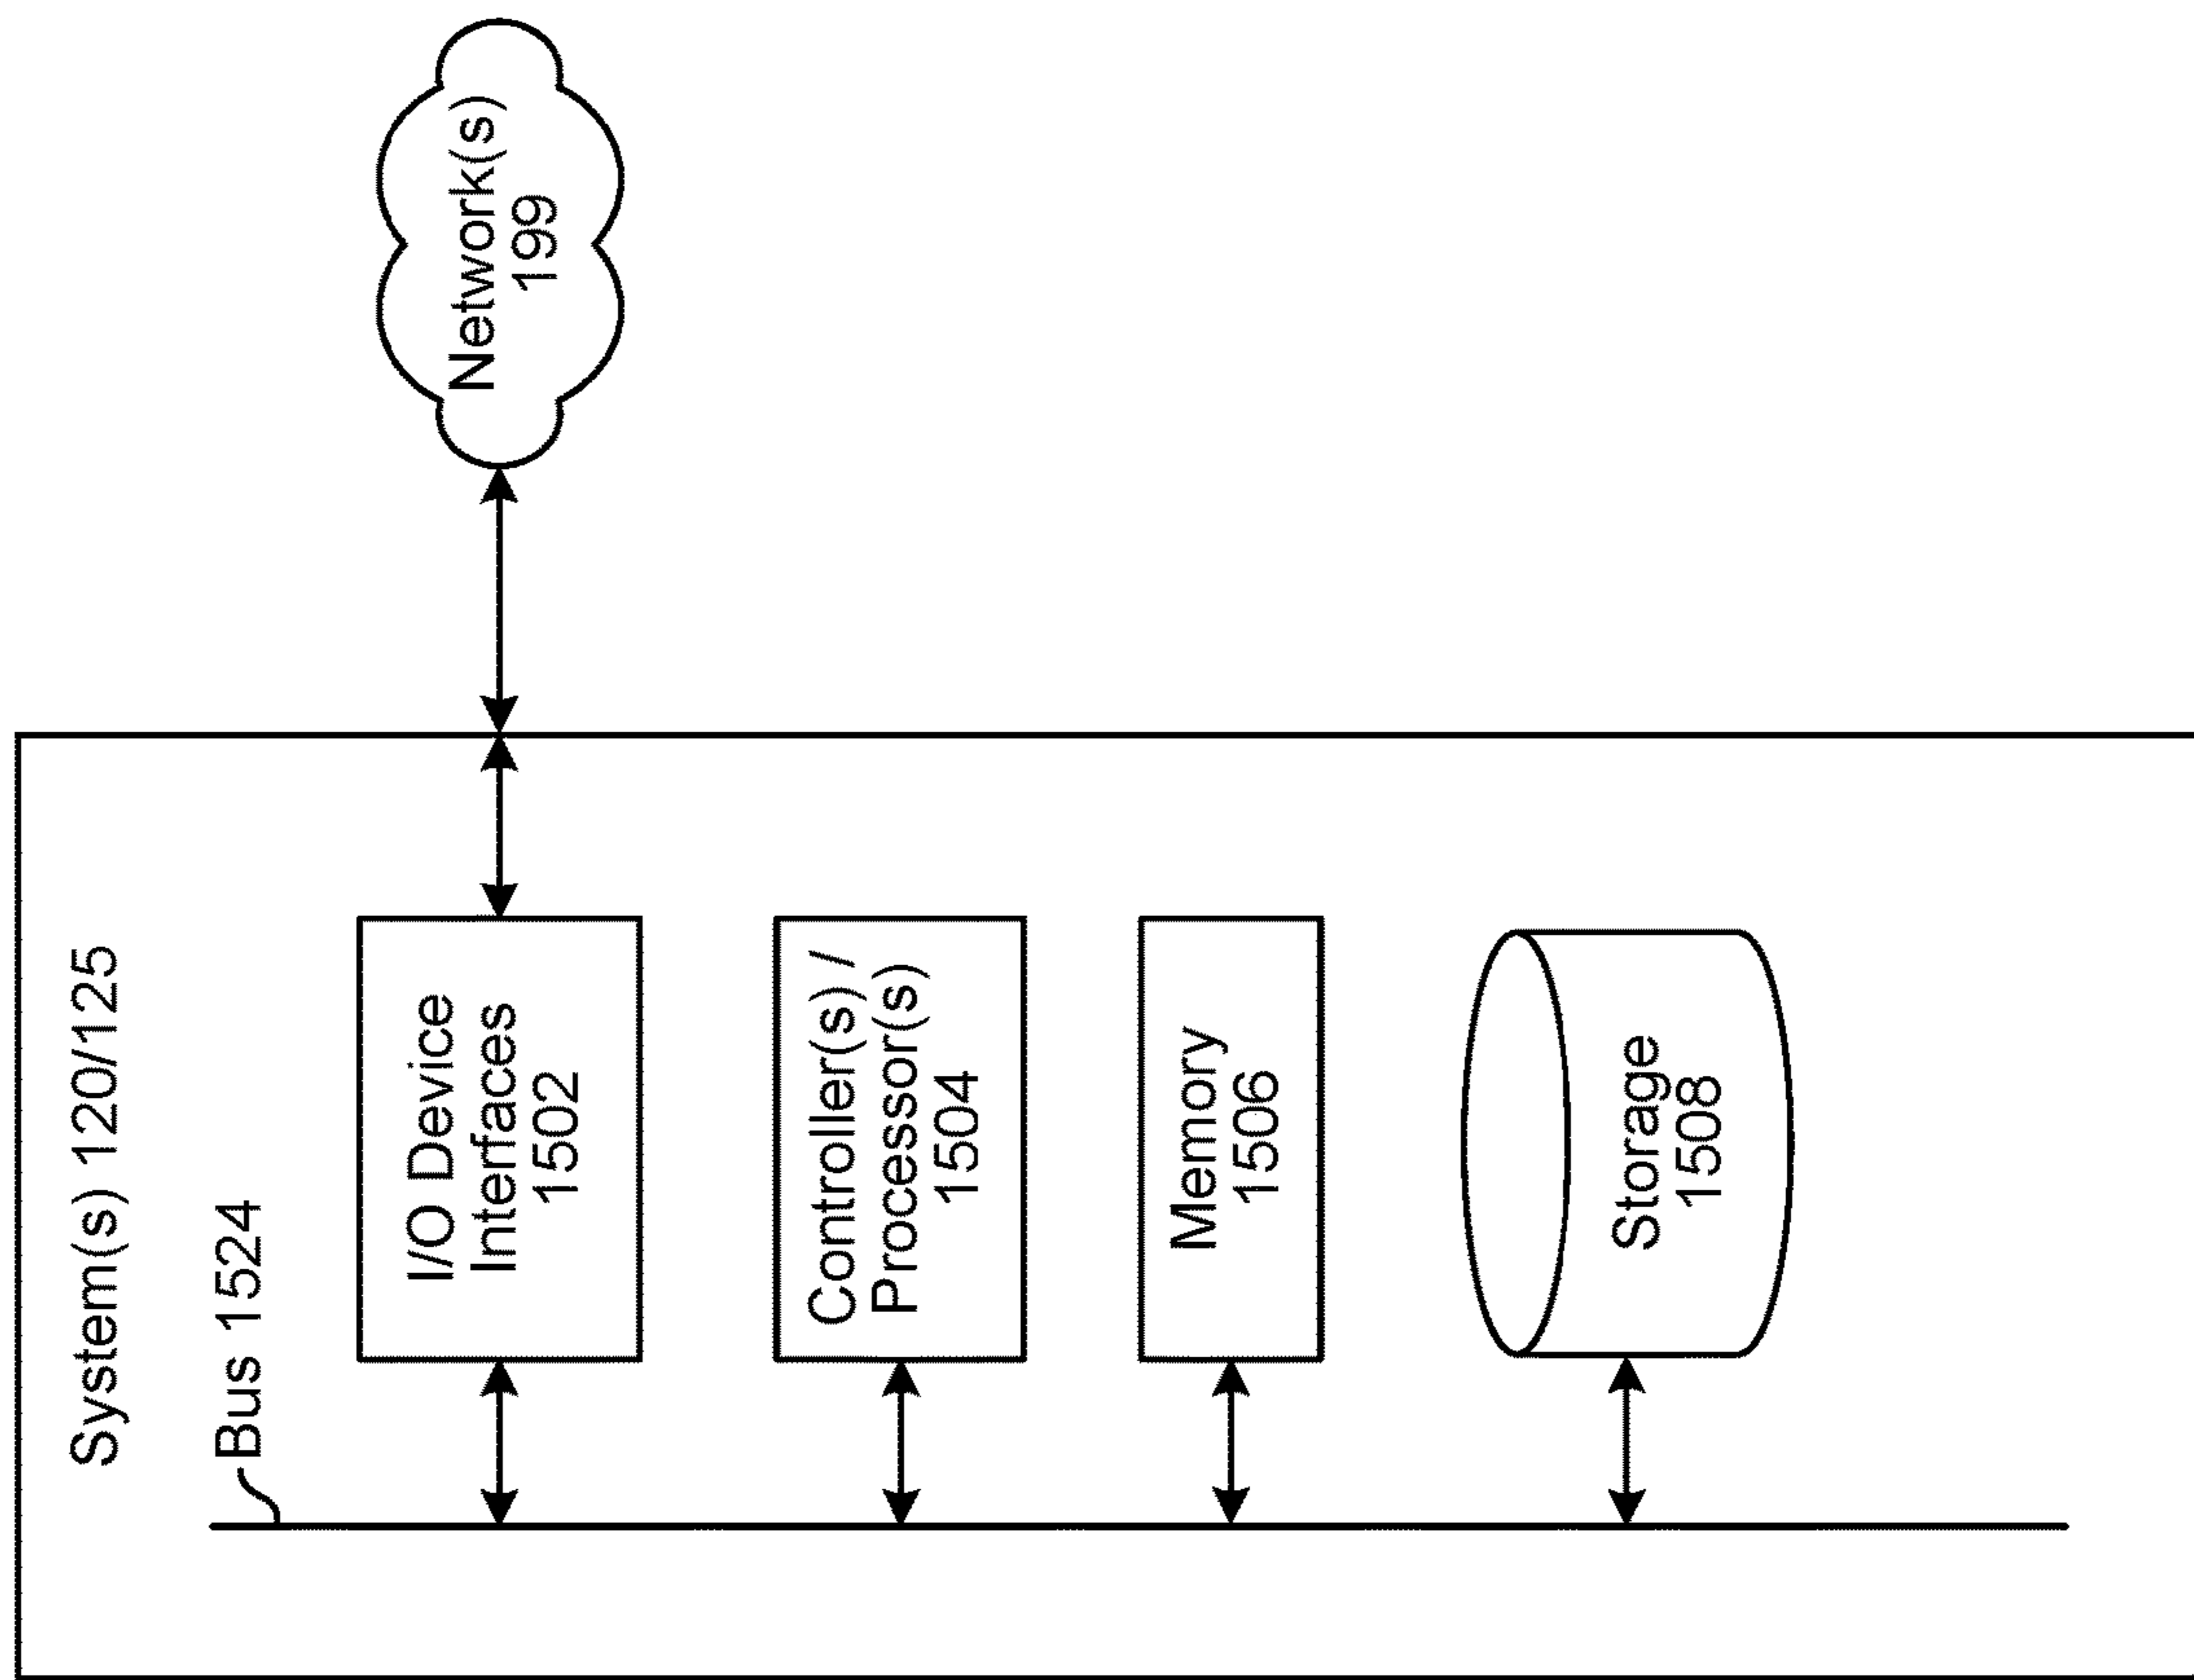 System(s) 120/125
Bus 1524
I/O Device
Interfaces
1502
Controller(s) /
Processor(s)
1504
Memory
1506
Storage
1508
Network(s)
199